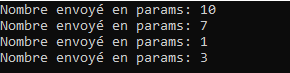 Nombre envoyé en params: 10
Nombre envoyé en params: 7
Nombre envoyé en params: 1
Nombre envoyé en params: 3